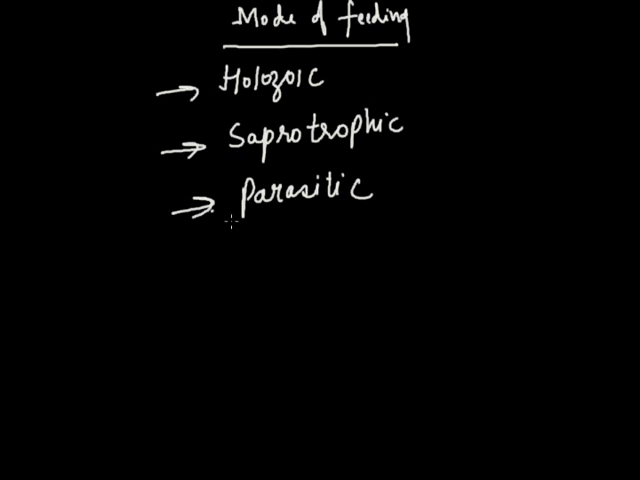 Mode of feeding
→ Holozoic
→ Saprotrophic
→ Parasitic